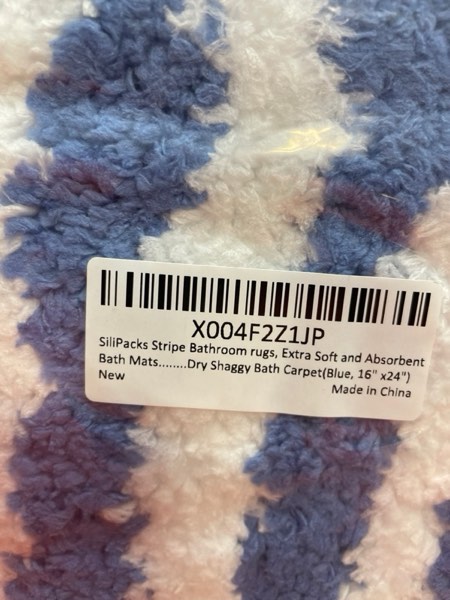 X004F2Z1JP
SiliPacks Stripe Bathroom rugs, Extra Soft and Absorbent
Bath Mats........Dry Shaggy Bath Carpet(Blue, 16" x24")
New
Made in China